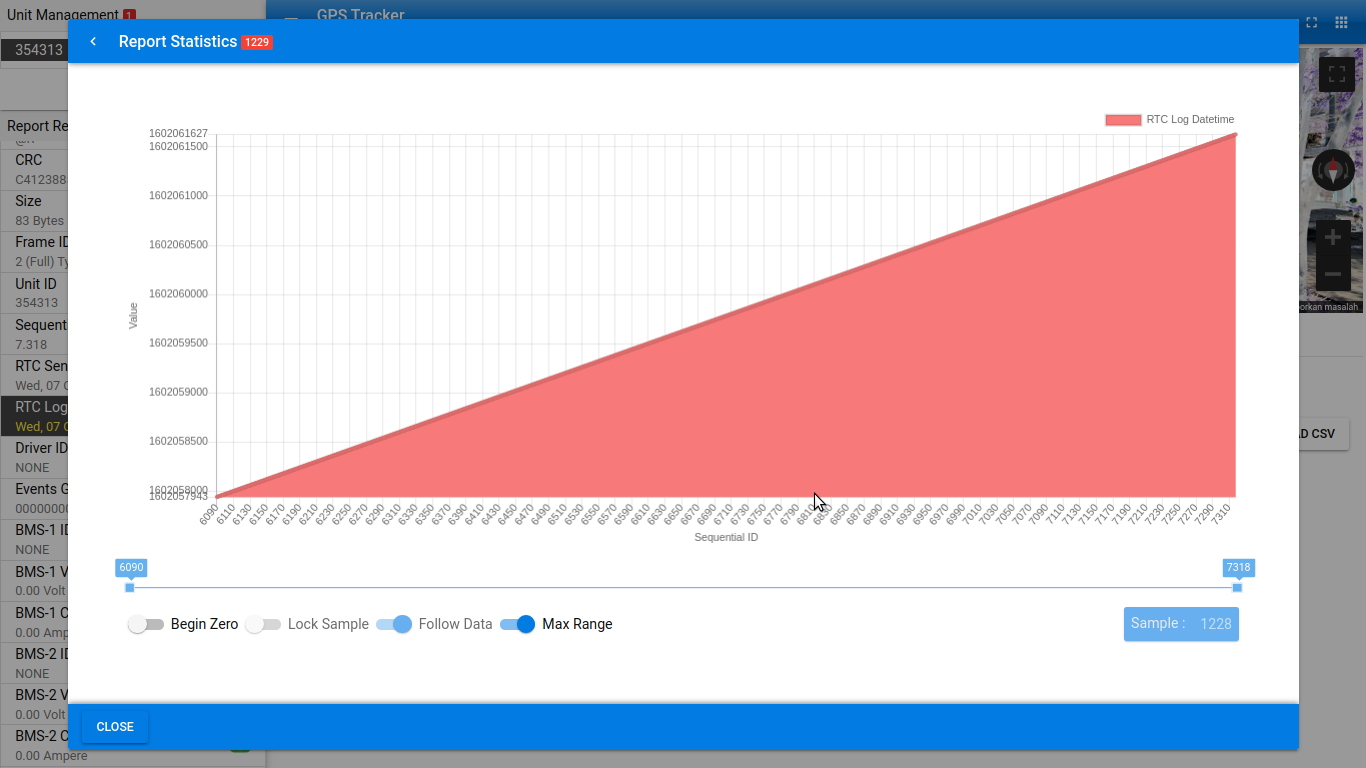 Unit Management 1
GPS Tracker
354313
Report Statistics 1229
Report Re
CRC
C412388
Size
83 Bytes
Frame ID
2 (Full) Ty
Unit ID
354313
Sequent
7.318
RTC Sen
Wed, 07 O
RTC Log
Wed, 07 O
Driver ID
NONE
Events G
00000000
BMS-1 ID
NONE
BMS-1 V
0.00 Volt
BMS-1 C
0.00 Amp
BMS-2 ID
NONE
BMS-2 V
0.00 Volt
BMS-2 C
0.00 Ampere
RTC Log Datetime
1602061627
1602061500
1602061000
1602060500
1602060000
1602059500
1602059000
1602058500
1602058000
1602057943
Value
6090 6110 6130 6150 6170 6190 6210 6230 6250 6270 6290 6310 6330 6350 6370 6390 6410 6430 6450 6470 6490 6510 6530 6550 6570 6590 6610 6630 6650 6670 6690 6710 6730 6750 6770 6790 6810 6830 6850 6870 6890 6910 6930 6950 6970 6990 7010 7030 7050 7070 7090 7110 7130 7150 7170 7190 7210 7230 7250 7270 7290 7310
Sequential ID
6090 7318
Begin Zero Lock Sample Follow Data Max Range Sample : 1228
CLOSE
orkan masalah
D CSV